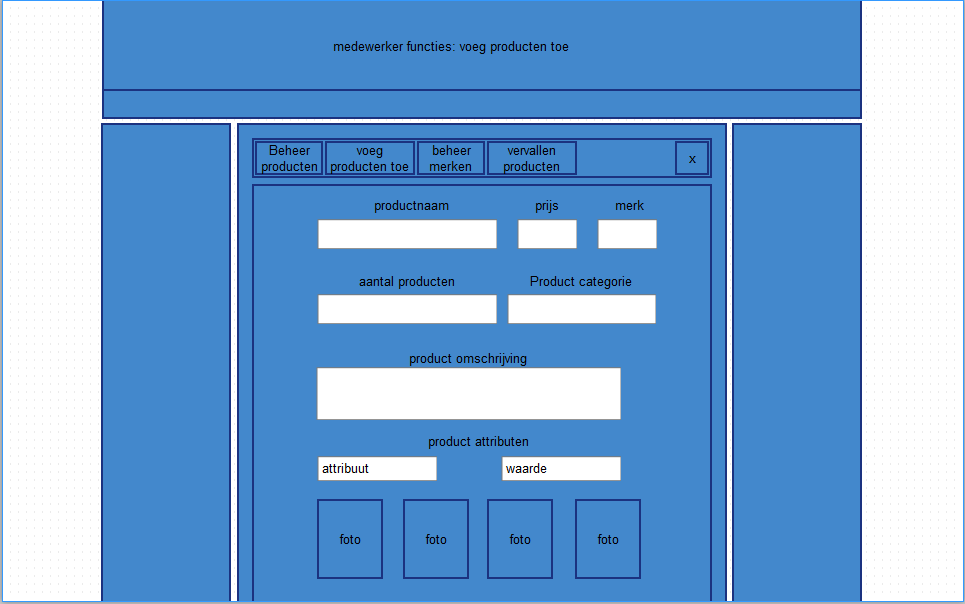 medewerker functies: voeg producten toe
Beheer
producten
voeg
producten toe
beheer
merken
vervallen
producten
x
productnaam
prijs
merk
aantal producten
Product categorie
product omschrijving
product attributen
attribuut
waarde
foto
foto
foto
foto